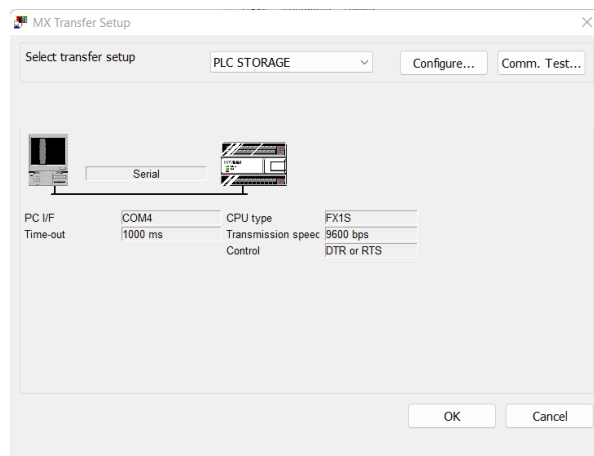 MX Transfer Setup
Select transfer setup
PLC STORAGE
Configure...
Comm. Test...
Serial
PC I/F
COM4
CPU type
FX1S
Time-out
1000 ms
Transmission speec
9600 bps
Control
DTR or RTS
OK
Cancel